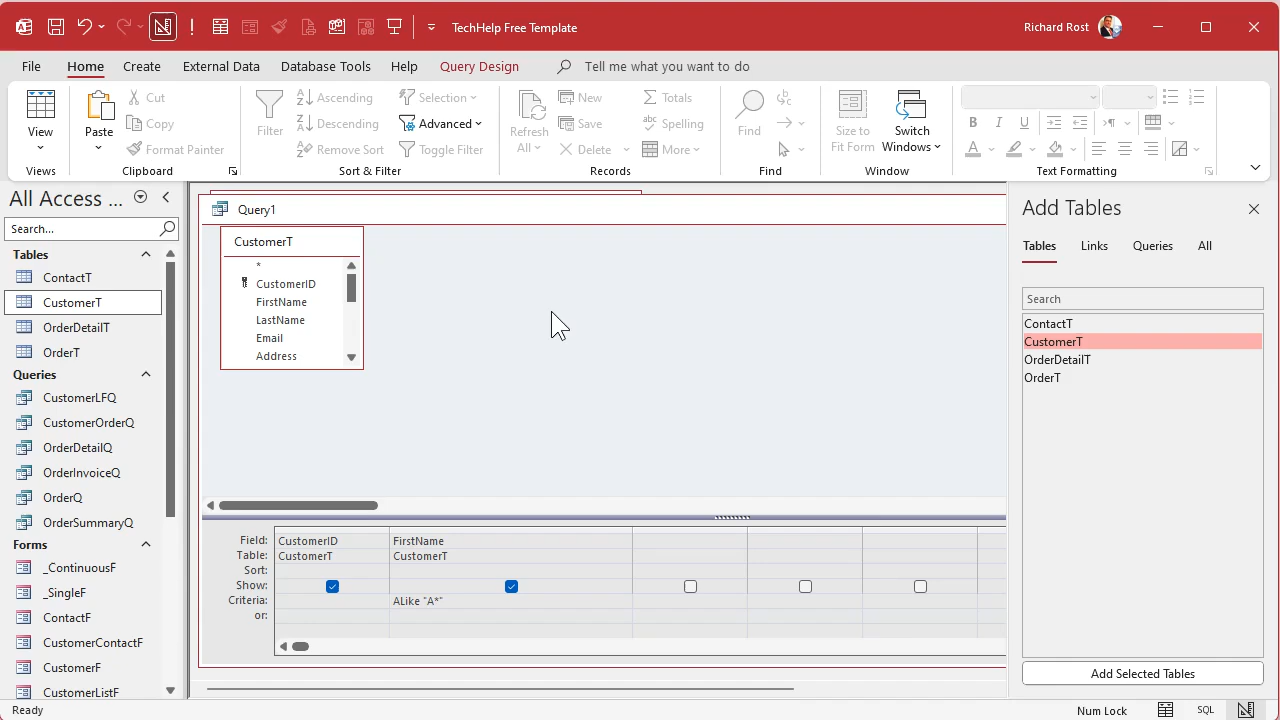 TechHelp Free Template
Richard Rost
File
Home
Create
External Data
Database Tools
Help
Query Design
Tell me what you want to do
View
Views
Paste
Cut
Copy
Format Painter
Clipboard
Filter
Ascending
Descending
Remove Sort
Selection
Advanced
Toggle Filter
Sort & Filter
Refresh
All
New
Save
Delete
Totals
Spelling
More
Records
Find
Find
Size to
Fit Form
Switch
Windows
Window
B I U
A
Text Formatting
All Access ...
Search...
Tables
ContactT
CustomerT
OrderDetailT
OrderT
Queries
CustomerLFQ
CustomerOrderQ
OrderDetailQ
OrderInvoiceQ
OrderQ
OrderSummaryQ
Forms
_ContinuousF
_SingleF
ContactF
CustomerContactF
CustomerF
CustomerListF
Query1
CustomerT
*
CustomerID
FirstName
LastName
Email
Address
Field: CustomerID FirstName
Table: CustomerT CustomerT
Sort:
Show:
Criteria: ALike "A*"
or:
Add Tables
Tables
Links
Queries
All
Search
ContactT
CustomerT
OrderDetailT
OrderT
Add Selected Tables
Ready
Num Lock
SQL